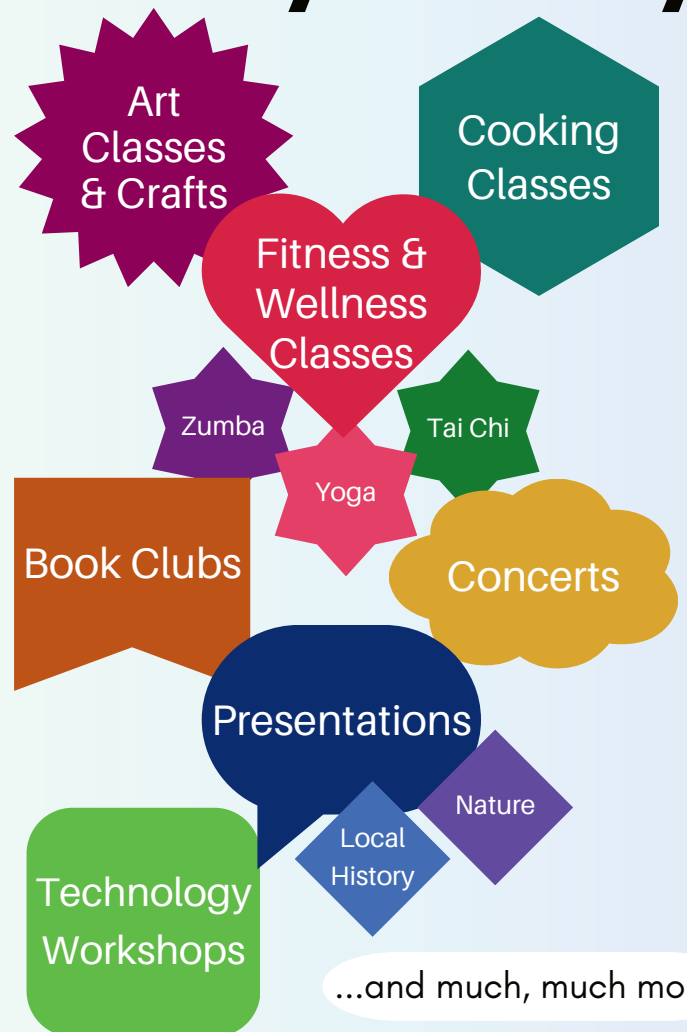 Art
Classes
& Crafts
Cooking
Classes
Fitness &
Wellness
Classes
Zumba
Tai Chi
Yoga
Book Clubs
Concerts
Presentations
Nature
Local
History
Technology
Workshops
...and much, much mo